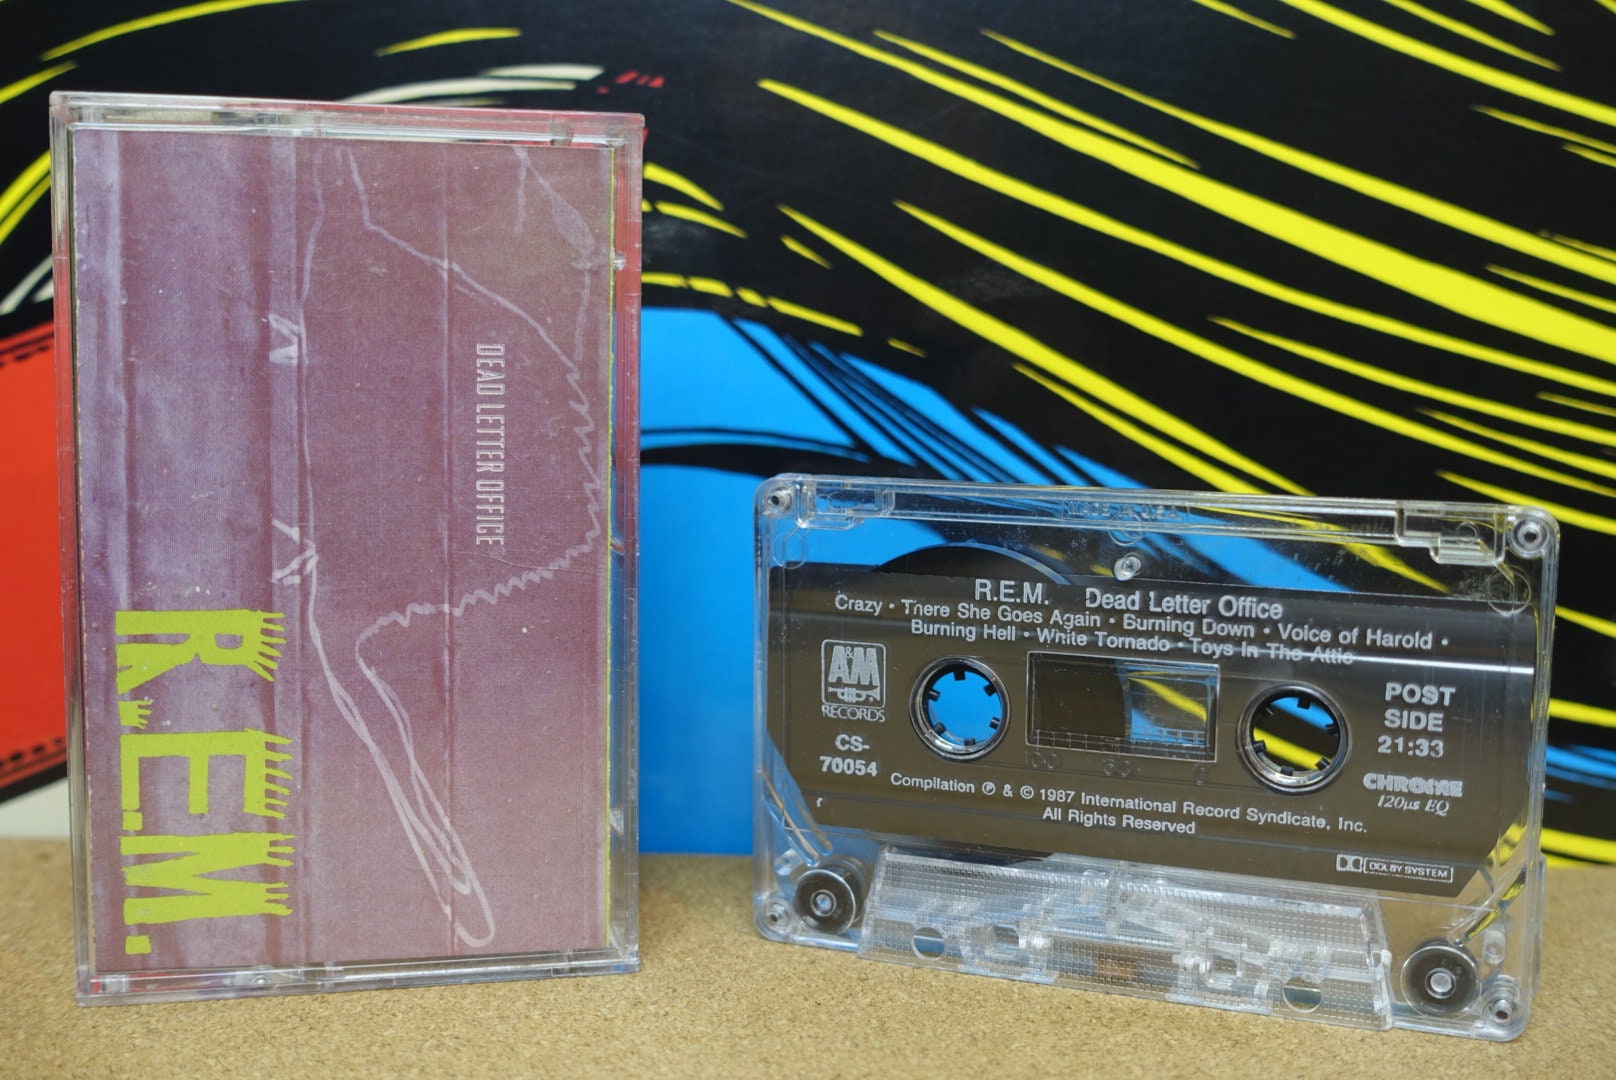 DEAD LETTER OFFICE
R.E.M.
MADE IN U.S.A.
R.E.M. Dead Letter Office
Crazy • There She Goes Again • Burning Down • Voice of Harold •
Burning Hell • White Tornado • Toys In The Attic
A&M
RECORDS
CS-
70054
POST
SIDE
21:33
CHROME
120µs EQ
Compilation ℗ & © 1987 International Record Syndicate, Inc.
All Rights Reserved
DOLBY SYSTEM